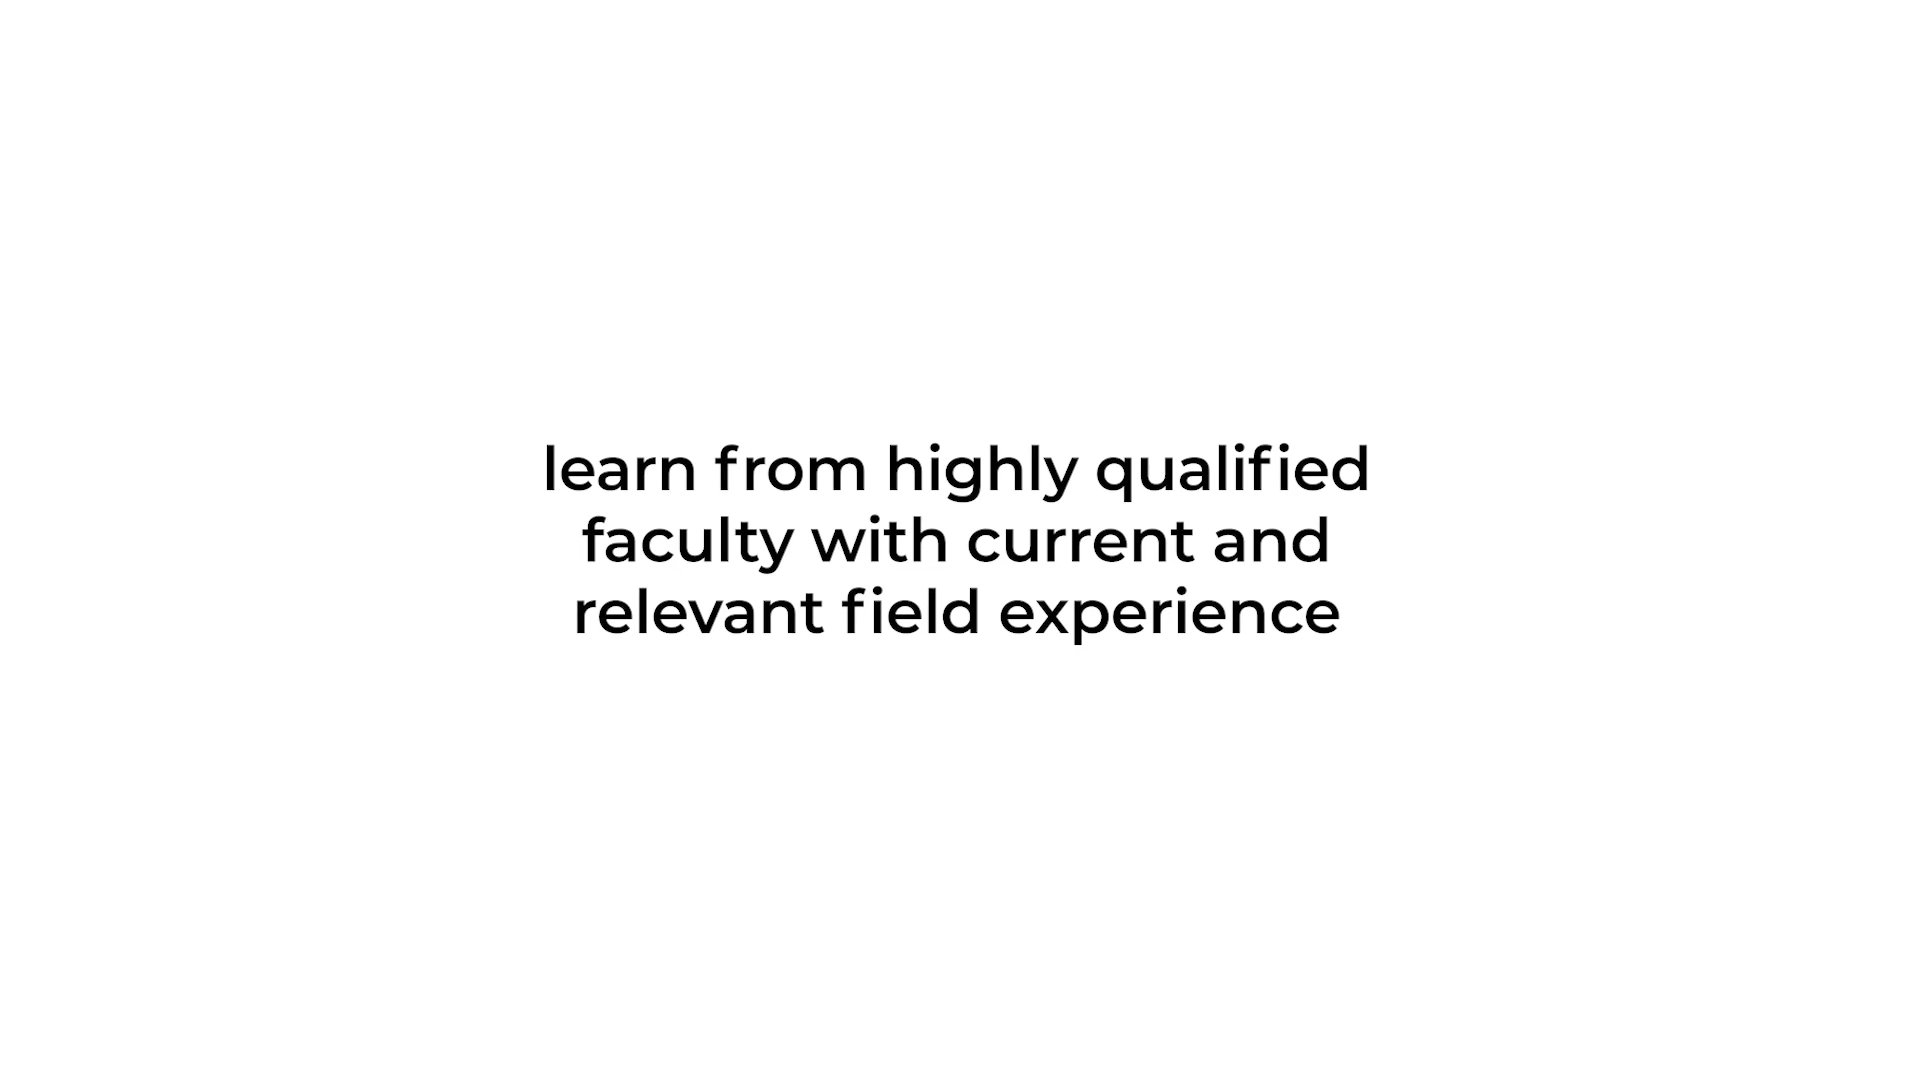 learn from highly qualified
faculty with current and
relevant field experience